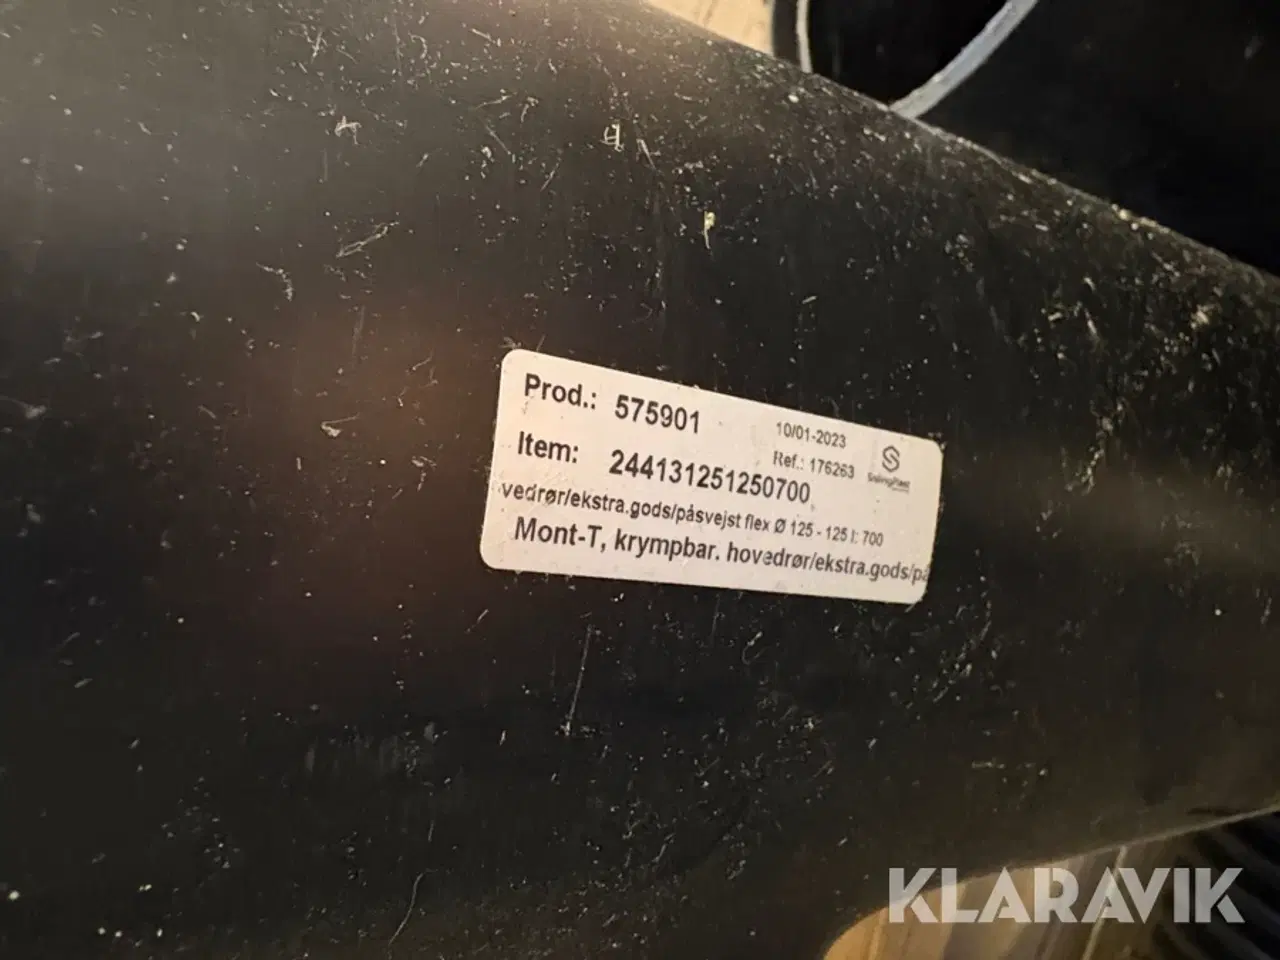 Prod.: 575901
10/01-2023
Item: 244131251250700
Ref.: 176263
vedrør/ekstra.gods/påsvejst flex Ø 125 - 125 l: 700
Mont-T, krympbar. hovedrør/ekstra.gods/på
KLARAVIK